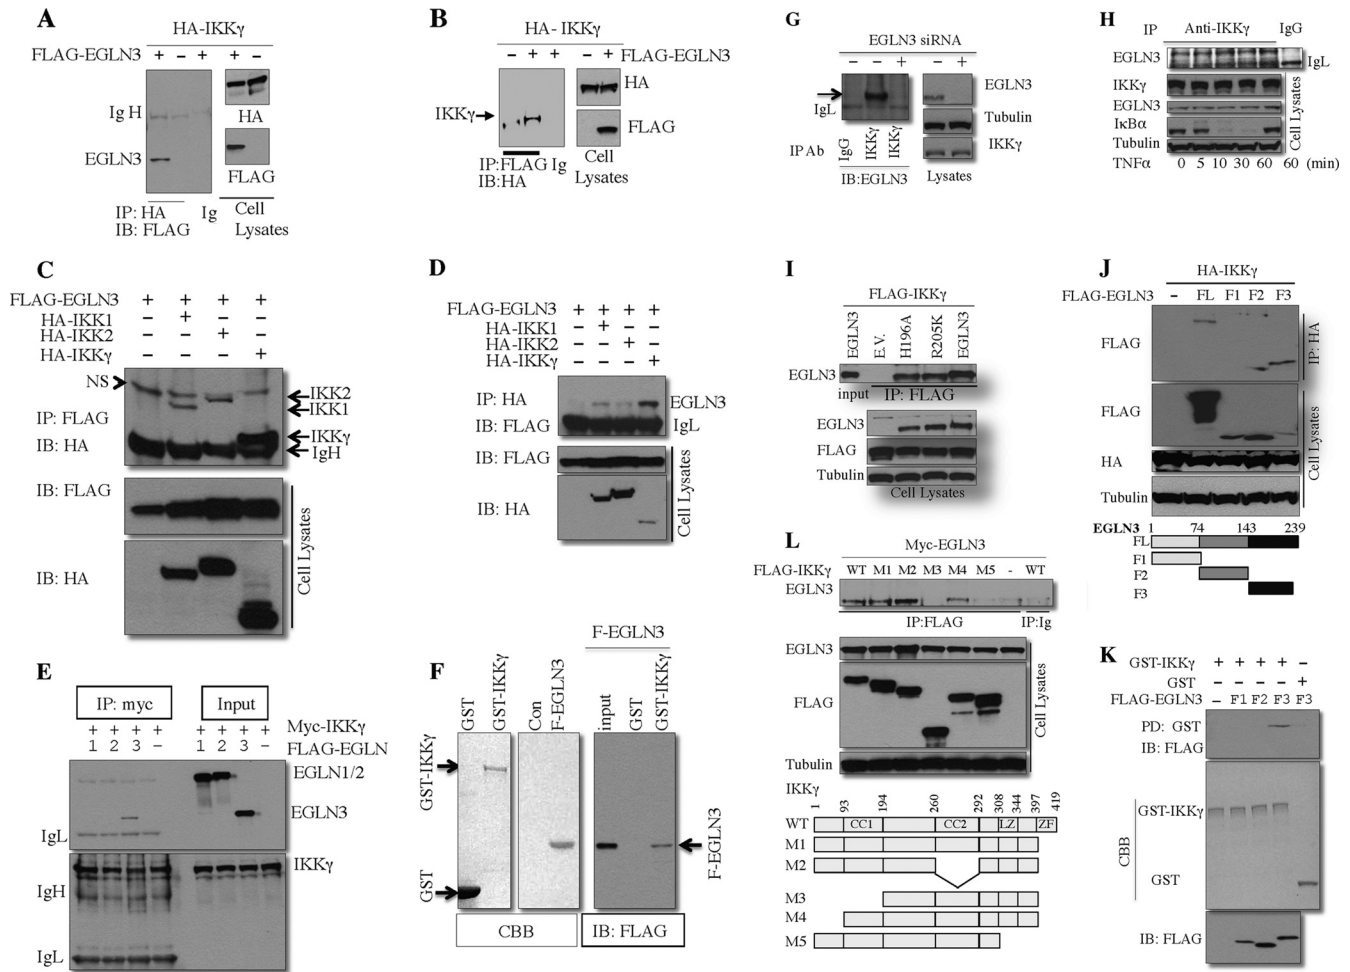 A
HA-IKKγ
FLAG-EGLN3 + − + + −
Ig H
EGLN3
HA
FLAG
IP: HA Ig Cell
IB: FLAG Lysates
B
HA- IKKγ
− + + − + FLAG-EGLN3
HA
IKKγ
FLAG
IP:FLAG Ig Cell
IB:HA Lysates
C
FLAG-EGLN3 + + + +
HA-IKK1 − + − −
HA-IKK2 − − + −
HA-IKKγ − − − +
NS
IKK2
IKK1
IP: FLAG
IB: HA
IKKγ
IgH
IB: FLAG
IB: HA
Cell Lysates
D
FLAG-EGLN3 + + + +
HA-IKK1 − + − −
HA-IKK2 − − + −
HA-IKKγ − − − +
IP: HA EGLN3
IB: FLAG IgL
IB: FLAG
IB: HA
Cell Lysates
E
IP: myc Input
+ + + + + + + + Myc-IKKγ
1 2 3 − 1 2 3 − FLAG-EGLN
EGLN1/2
EGLN3
IgL
IKKγ
IgH
IgL
F
F-EGLN3
GST
GST-IKKγ
Con
F-EGLN3
input
GST
GST-IKKγ
GST-IKKγ
GST
F-EGLN3
CBB IB: FLAG
G
EGLN3 siRNA
− − + − +
EGLN3
IgL
Tubulin
IKKγ
IP Ab IgG IKKγ IKKγ
IB:EGLN3 Lysates
H
IP Anti-IKKγ IgG
EGLN3 IgL
IKKγ
EGLN3
IκBα
Tubulin
Cell Lysates
TNFα 0 5 10 30 60 60 (min)
I
FLAG-IKKγ
EGLN3 E.V. H196A R205K EGLN3
EGLN3
input IP: FLAG
EGLN3
FLAG
Tubulin
Cell Lysates
J
HA-IKKγ
FLAG-EGLN3 − FL F1 F2 F3
FLAG
IP: HA
FLAG
HA
Tubulin
Cell Lysates
EGLN3 1 74 143 239
FL
F1
F2
F3
L
Myc-EGLN3
FLAG-IKKγ WT M1 M2 M3 M4 M5 - WT
EGLN3
IP:FLAG IP:Ig
EGLN3
FLAG
Tubulin
Cell Lysates
IKKγ
1 93 194 260 292 308 344 397 419
WT CC1 CC2 LZ ZF
M1
M2
M3
M4
M5
K
GST-IKKγ + + + + −
GST +
FLAG-EGLN3 − F1 F2 F3 F3
PD: GST
IB: FLAG
GST-IKKγ
CBB
GST
IB: FLAG